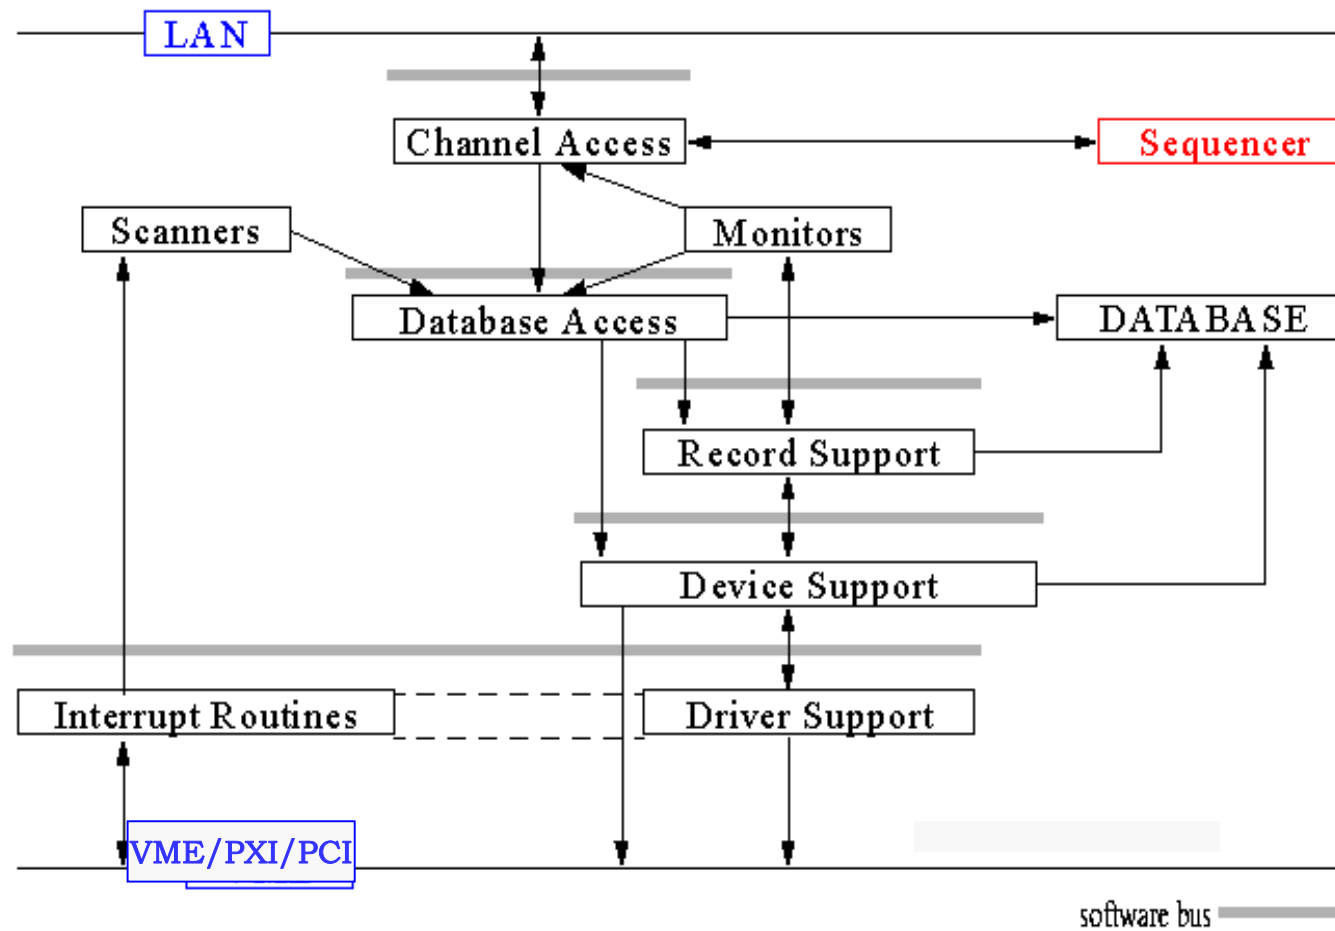 LAN
Channel Access
Sequencer
Scanners
Monitors
Database Access
DATABASE
Record Support
Device Support
Interrupt Routines
Driver Support
VME/PXI/PCI
software bus